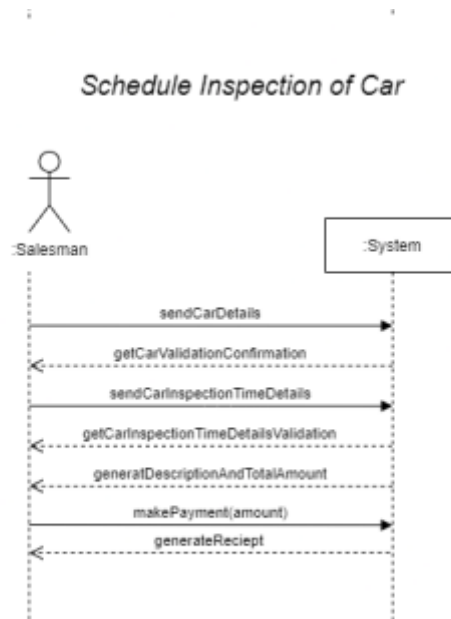 Schedule Inspection of Car
:Salesman
:System
sendCarDetails
getCarValidationConfirmation
sendCarInspectionTimeDetails
getCarInspectionTimeDetailsValidation
generatDescriptionAndTotalAmount
makePayment(amount)
generateReciept